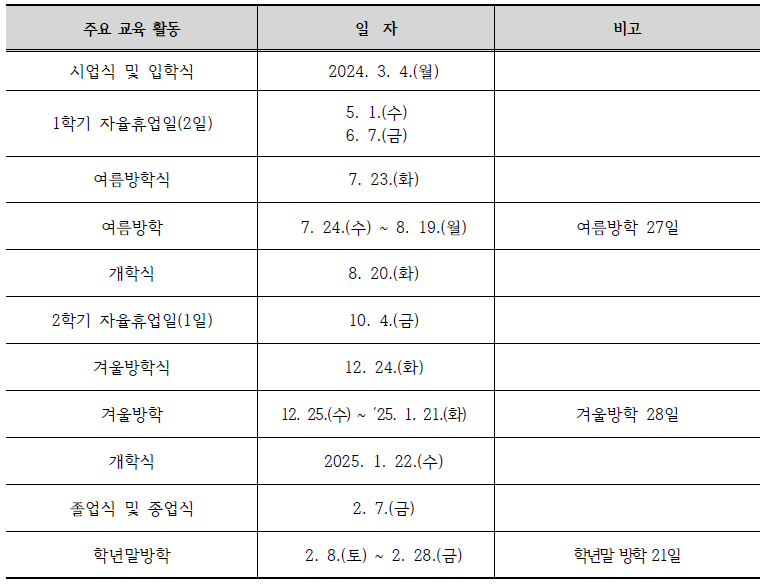 주요 교육 활동 일 자 비고
시업식 및 입학식 2024. 3. 4.(월)
1학기 자율휴업일(2일) 5. 1.(수)
6. 7.(금)
여름방학식 7. 23.(화)
여름방학 7. 24.(수) ~ 8. 19.(월) 여름방학 27일
개학식 8. 20.(화)
2학기 자율휴업일(1일) 10. 4.(금)
겨울방학식 12. 24.(화)
겨울방학 12. 25.(수) ~ ´25. 1. 21.(화) 겨울방학 28일
개학식 2025. 1. 22.(수)
졸업식 및 종업식 2. 7.(금)
학년말방학 2. 8.(토) ~ 2. 28.(금) 학년말 방학 21일